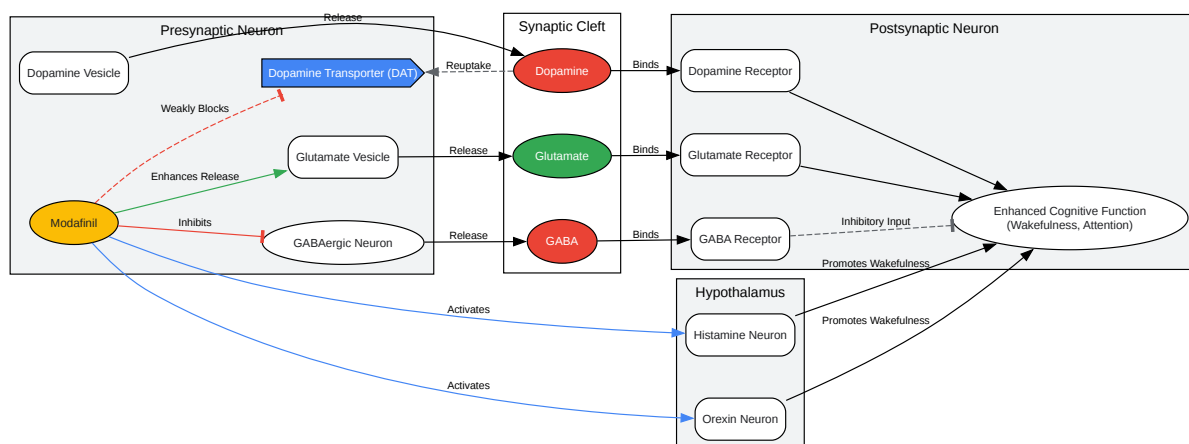 Presynaptic Neuron
Release
Synaptic Cleft
Postsynaptic Neuron
Dopamine Vesicle
Dopamine Transporter (DAT)
Reuptake
Dopamine
Binds
Dopamine Receptor
Weakly Blocks
Glutamate Vesicle
Release
Glutamate
Binds
Glutamate Receptor
Enhances Release
Modafinil
Inhibits
GABAergic Neuron
Release
GABA
Binds
GABA Receptor
Inhibitory Input
Enhanced Cognitive Function
(Wakefulness, Attention)
Promotes Wakefulness
Hypothalamus
Activates
Histamine Neuron
Promotes Wakefulness
Activates
Orexin Neuron